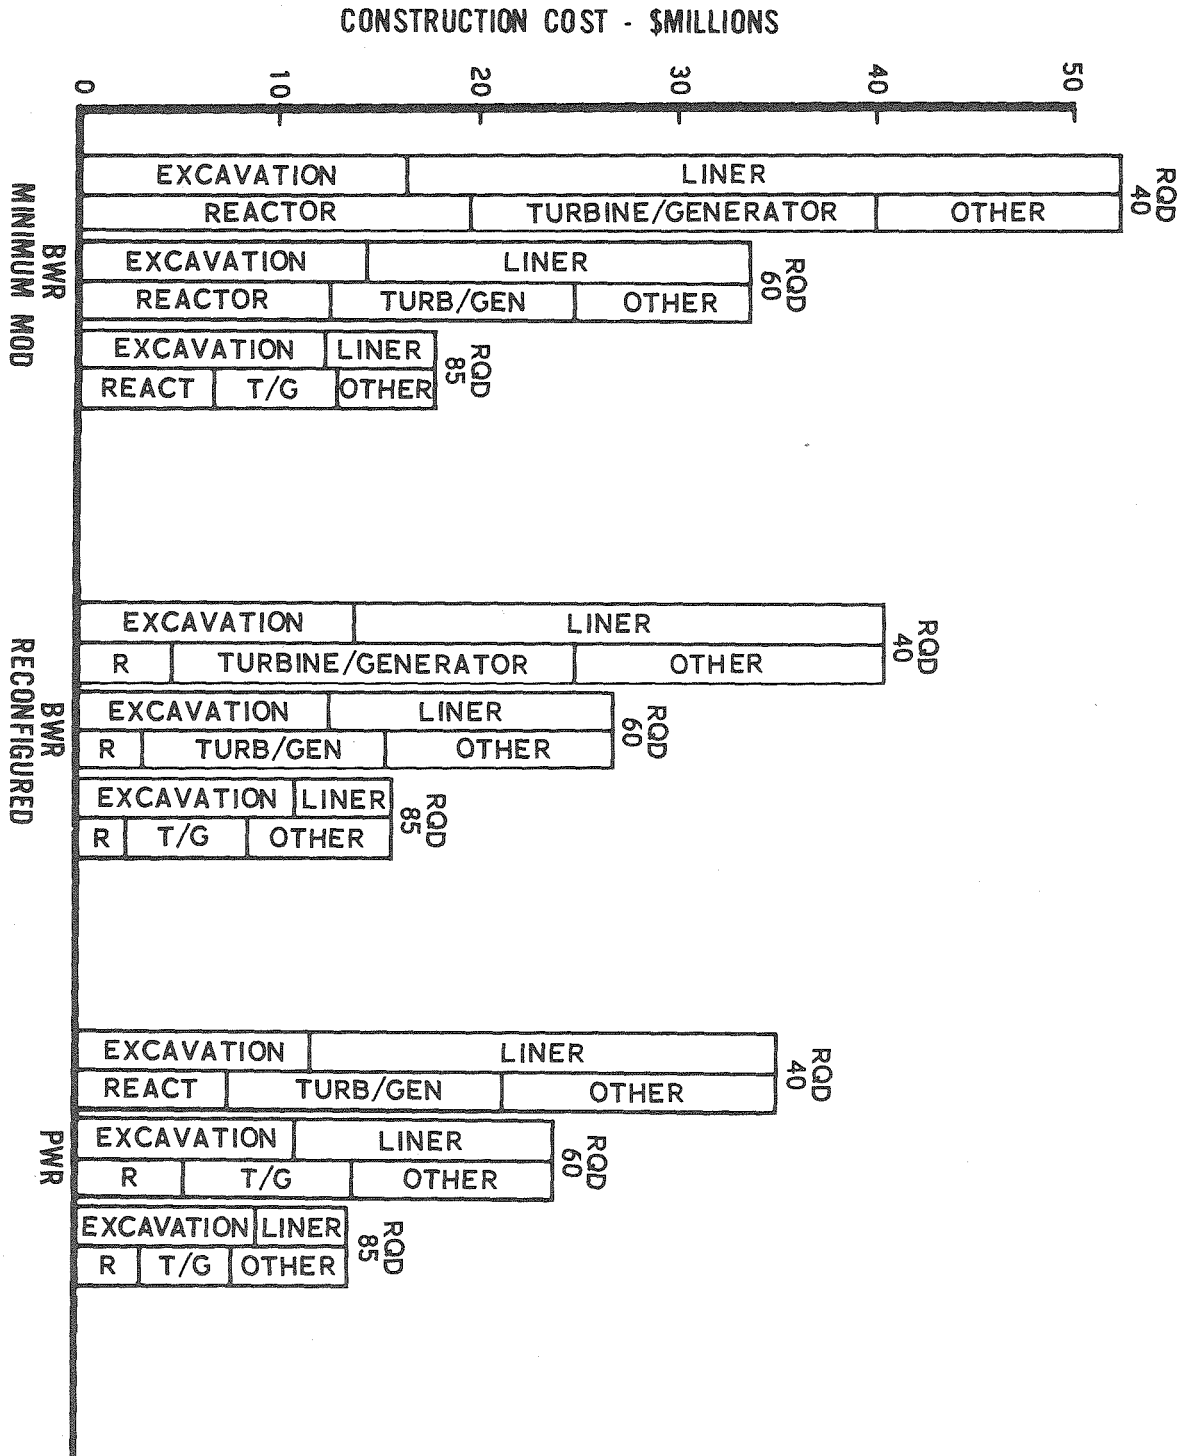 CONSTRUCTION COST - $MILLIONS
0
10
20
30
40
50
EXCAVATION LINER
REACTOR TURBINE/GENERATOR OTHER
RQD
40
EXCAVATION LINER
REACTOR TURB/GEN OTHER
RQD
60
EXCAVATION LINER
REACT T/G OTHER
RQD
85
BWR
MINIMUM MOD
EXCAVATION LINER
R TURBINE/GENERATOR OTHER
RQD
40
EXCAVATION LINER
R TURB/GEN OTHER
RQD
60
EXCAVATION LINER
R T/G OTHER
RQD
85
BWR
RECONFIGURED
EXCAVATION LINER
REACT TURB/GEN OTHER
RQD
40
EXCAVATION LINER
R T/G OTHER
RQD
60
EXCAVATION LINER
R T/G OTHER
RQD
85
PWR